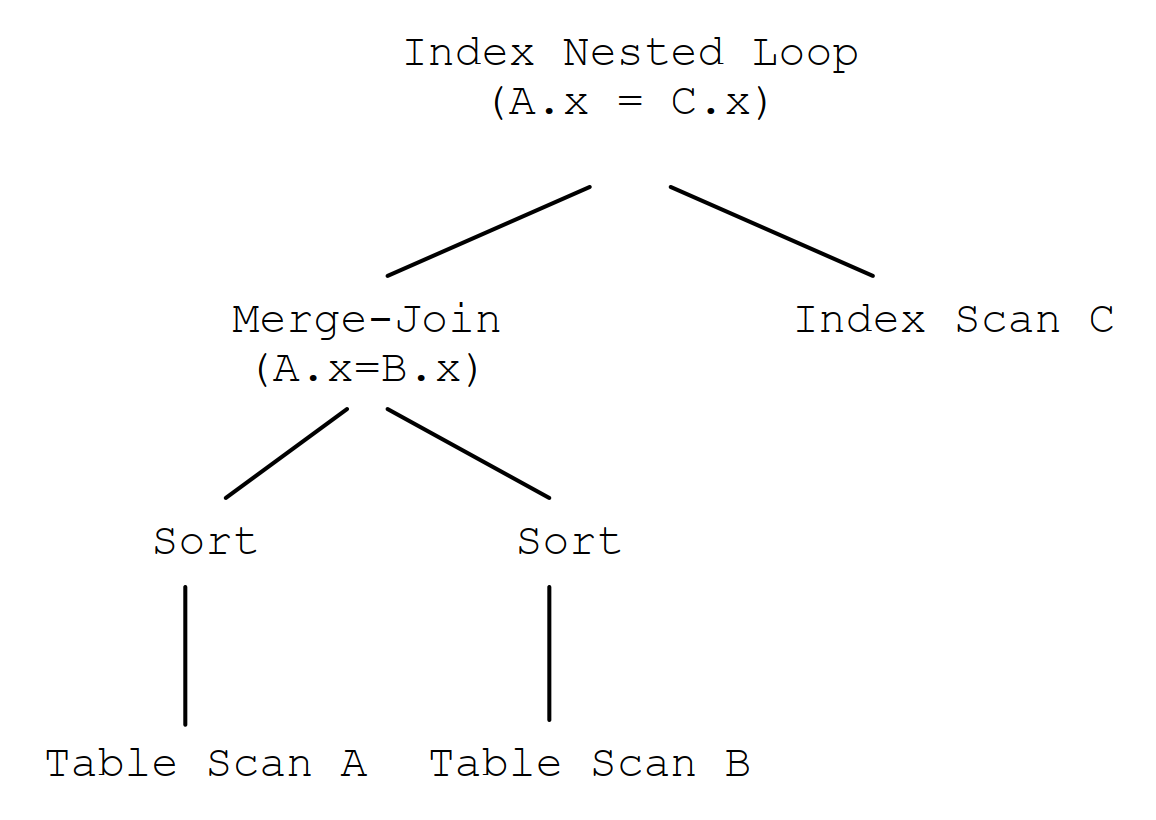 Index Nested Loop
(A.x = C.x)
Merge-Join
(A.x=B.x)
Index Scan C
Sort
Sort
Table Scan A
Table Scan B